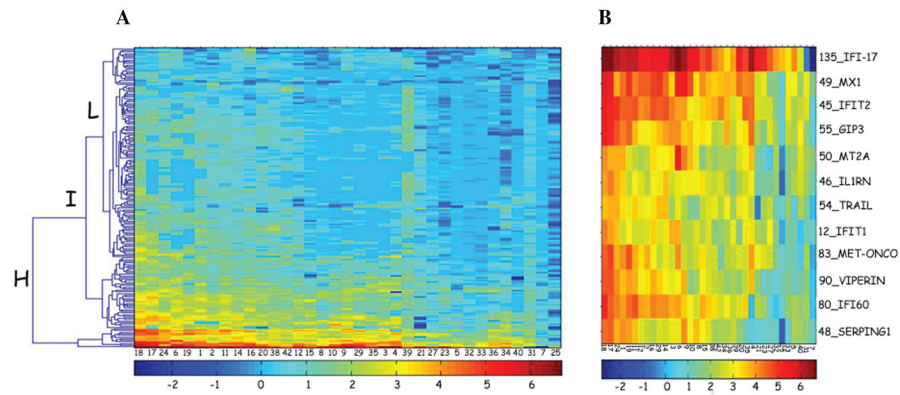 A
B
L
I
H
135_IFI-17
49_MX1
45_IFIT2
55_GIP3
50_MT2A
46_IL1RN
54_TRAIL
12_IFIT1
83_MET-ONCO
90_VIPERIN
80_IFI60
48_SERPING1
18 17 24 6 19 1 2 11 14 16 20 38 42 12 15 8 10 9 29 35 3 4 39 21 27 23 5 32 33 36 34 40 31 7 25
-2 -1 0 1 2 3 4 5 6
-2 -1 0 1 2 3 4 5 6